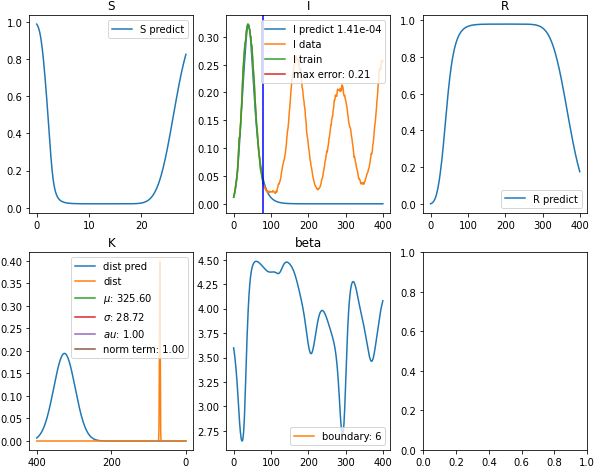 S
I
R
S predict
I predict 1.41e-04
I data
I train
max error: 0.21
R predict
1.0
0.8
0.6
0.4
0.2
0.0
0 10 20
0.30
0.25
0.20
0.15
0.10
0.05
0.00
0 100 200 300 400
1.0
0.8
0.6
0.4
0.2
0.0
0 100 200 300 400
K
beta
dist pred
dist
μ: 325.60
σ: 28.72
au: 1.00
norm term: 1.00
boundary: 6
0.40
0.35
0.30
0.25
0.20
0.15
0.10
0.05
0.00
400 200 0
4.50
4.25
4.00
3.75
3.50
3.25
3.00
2.75
0 100 200 300 400
1.0
0.8
0.6
0.4
0.2
0.0
0.0 0.2 0.4 0.6 0.8 1.0